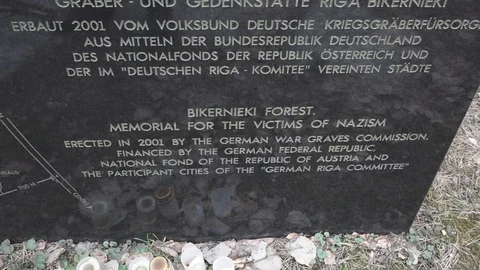 GRÄBER - UND GEDENKSTÄTTE RIGA BIKERNIEKI
ERBAUT 2001 VOM VOLKSBUND DEUTSCHE KRIEGSGRÄBERFÜRSORG
AUS MITTELN DER BUNDESREPUBLIK DEUTSCHLAND
DES NATIONALFONDS DER REPUBLIK ÖSTERREICH UND
DER IM "DEUTSCHEN RIGA - KOMITEE" VEREINTEN STÄDTE
BIKERNIEKI FOREST.
MEMORIAL FOR THE VICTIMS OF NAZISM
ERECTED IN 2001 BY THE GERMAN WAR GRAVES COMMISSION.
FINANCED BY THE GERMAN FEDERAL REPUBLIC,
NATIONAL FOND OF THE REPUBLIC OF AUSTRIA AND
THE PARTICIPANT CITIES OF THE "GERMAN RIGA COMMITTEE"